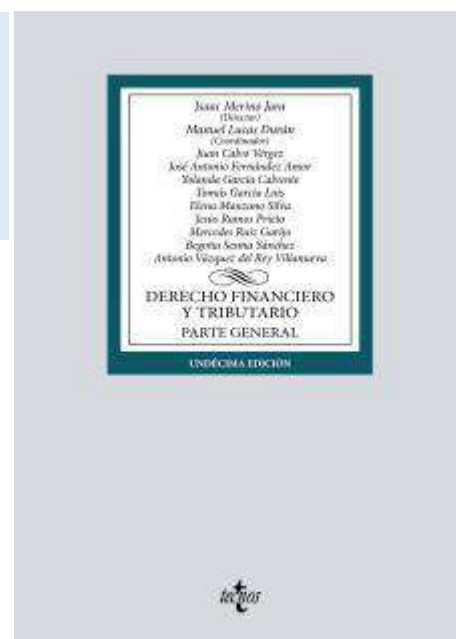 Isaac Merino Jara
(Director)
Manuel Lucas Durán
(Coordinador)
Juan Calvo Vérgez
José Antonio Fernández Amor
Yolanda García Calvente
Tomás García Luis
Elena Manzano Silva
Jesús Ramos Prieto
Mercedes Ruiz Garijo
Begoña Sesma Sánchez
Antonio Vázquez del Rey Villanueva
DERECHO FINANCIERO
Y TRIBUTARIO
PARTE GENERAL
UNDÉCIMA EDICIÓN
tecnos